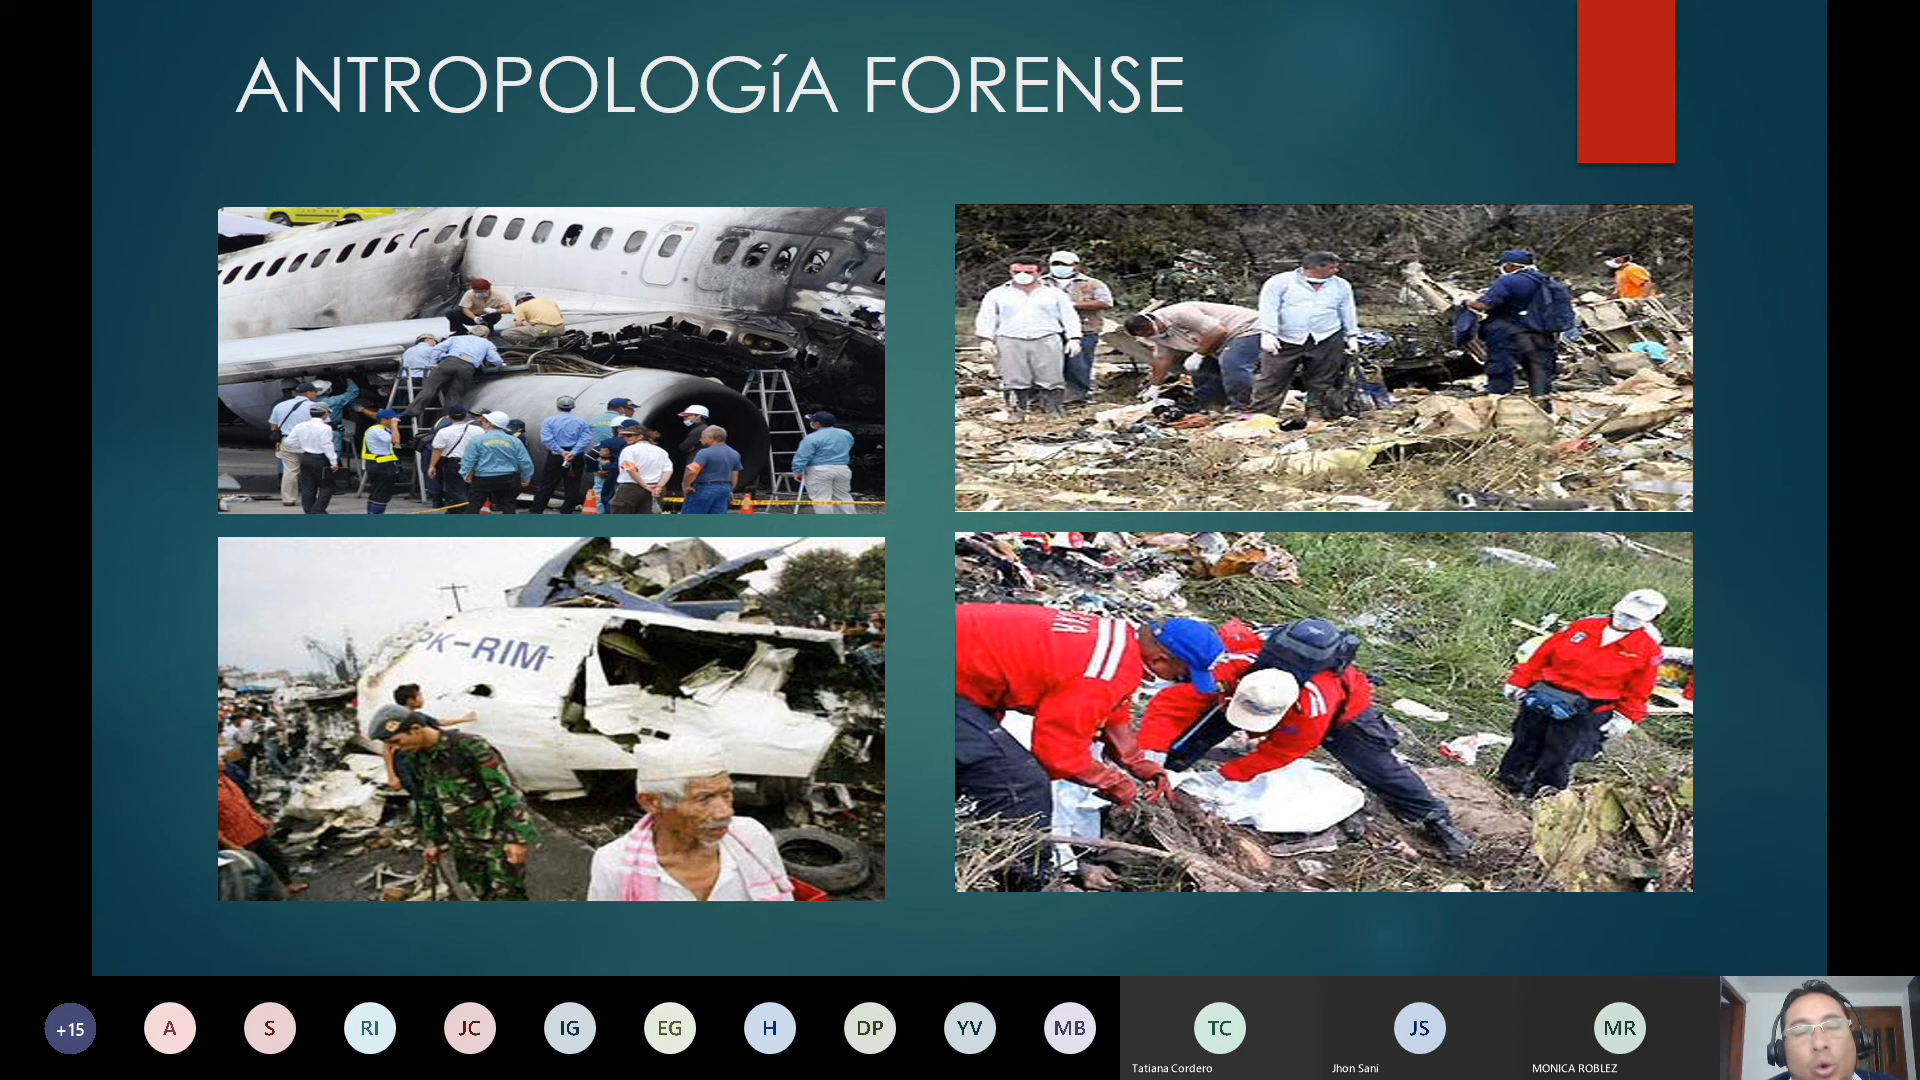 ANTROPOLOGíA FORENSE
PK-RIM
+15
A
S
RI
JC
IG
EG
H
DP
YV
MB
TC
JS
MR
Tatiana Cordero
Jhon Sani
MONICA ROBLEZ